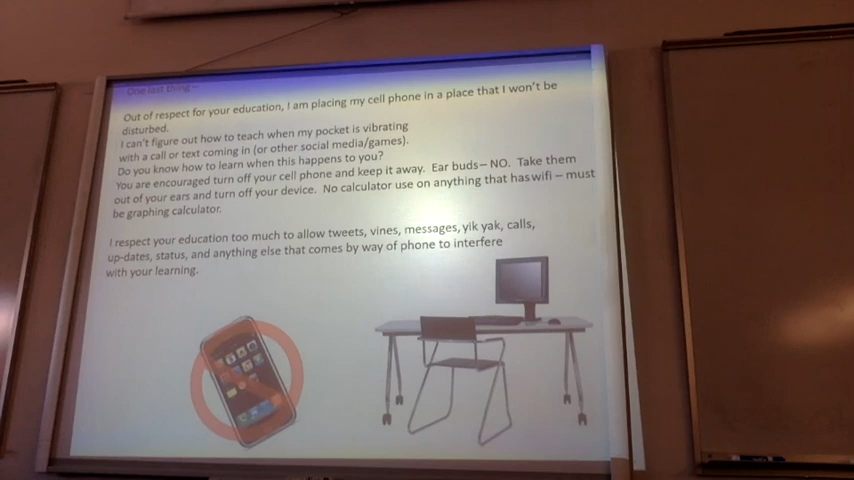 One last thing –
Out of respect for your education, I am placing my cell phone in a place that I won't be
disturbed.
I can't figure out how to teach when my pocket is vibrating
with a call or text coming in (or other social media/games).
Do you know how to learn when this happens to you?
You are encouraged turn off your cell phone and keep it away. Ear buds – NO. Take them
out of your ears and turn off your device. No calculator use on anything that has wifi – must
be graphing calculator.
I respect your education too much to allow tweets, vines, messages, yik yak, calls,
up-dates, status, and anything else that comes by way of phone to interfere
with your learning.